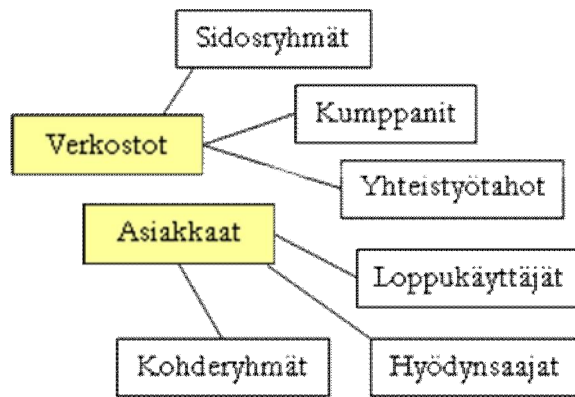 Sidosryhmät
Kumppanit
Verkostot
Yhteistyötahot
Asiakkaat
Loppukäyttäjät
Kohderyhmät
Hyödynsaajat